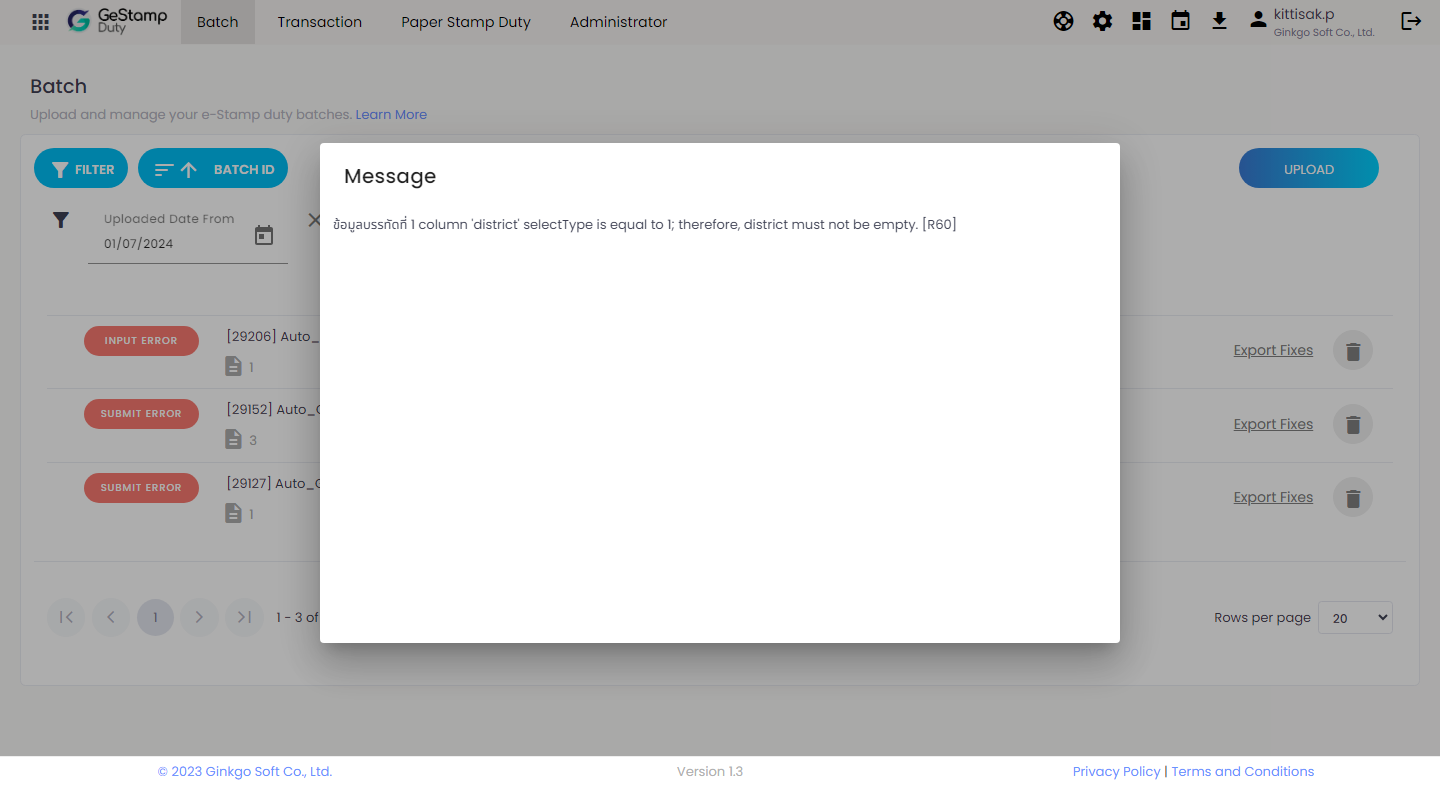 GeStamp
Duty
Batch
Transaction
Paper Stamp Duty
Administrator
kittisak.p
Ginkgo Soft Co., Ltd.
Batch
Upload and manage your e-Stamp duty batches. Learn More
FILTER
BATCH ID
UPLOAD
Uploaded Date From
01/07/2024
Message
ข้อมูลบรรทัดที่ 1 column 'district' selectType is equal to 1; therefore, district must not be empty. [R60]
INPUT ERROR
[29206] Auto_
1
Export Fixes
SUBMIT ERROR
[29152] Auto_
3
Export Fixes
SUBMIT ERROR
[29127] Auto_
1
Export Fixes
1
1 - 3 of
Rows per page
20
© 2023 Ginkgo Soft Co., Ltd.
Version 1.3
Privacy Policy | Terms and Conditions